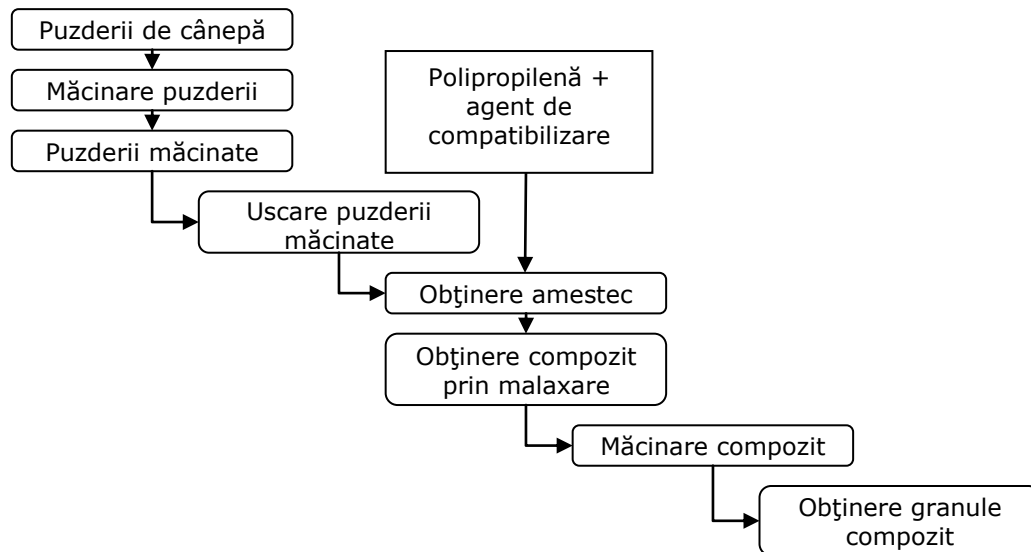 Puzderii de cânepă
Măcinare puzderii
Puzderii măcinate
Polipropilenă +
agent de
compatibilizare
Uscare puzderii
măcinate
Obţinere amestec
Obţinere compozit
prin malaxare
Măcinare compozit
Obţinere granule
compozit